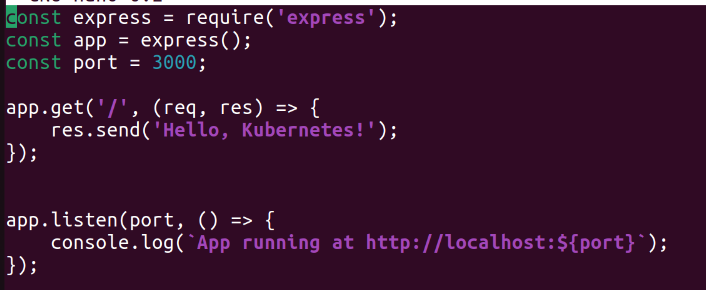 const express = require('express');
const app = express();
const port = 3000;
app.get('/', (req, res) => {
    res.send('Hello, Kubernetes!');
});
app.listen(port, () => {
    console.log(`App running at http://localhost:${port}`);
});